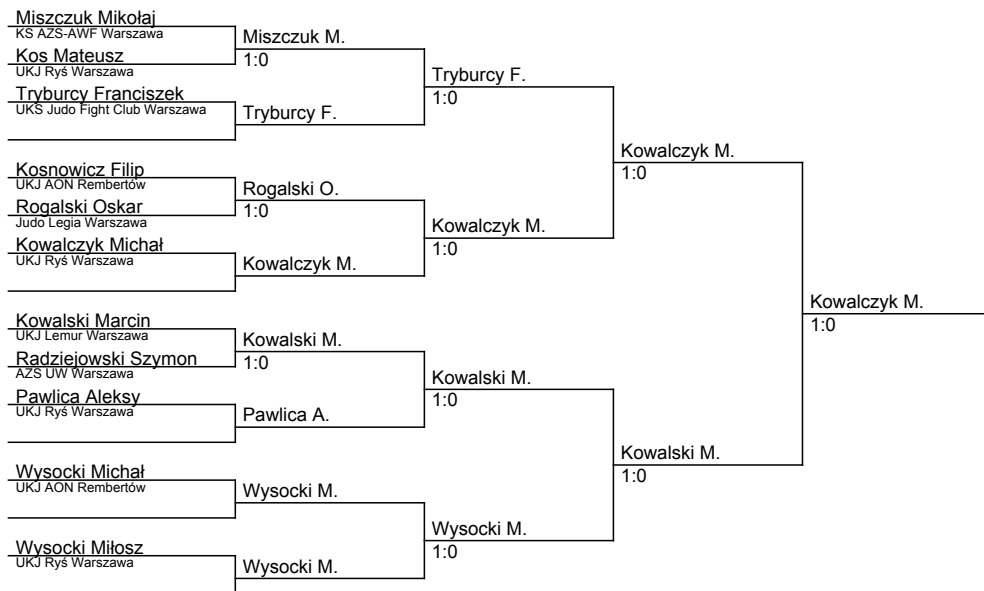 Miszczuk Mikołaj
KS AZS-AWF Warszawa
Kos Mateusz
UKJ Ryś Warszawa
Tryburcy Franciszek
UKS Judo Fight Club Warszawa
Kosnowicz Filip
UKJ AON Rembertów
Rogalski Oskar
Judo Legia Warszawa
Kowalczyk Michał
UKJ Ryś Warszawa
Kowalski Marcin
UKJ Lemur Warszawa
Radziejowski Szymon
AZS UW Warszawa
Pawlica Aleksy
UKJ Ryś Warszawa
Wysocki Michał
UKJ AON Rembertów
Wysocki Miłosz
UKJ Ryś Warszawa
Miszczuk M.
1:0
Tryburcy F.
Rogalski O.
1:0
Kowalczyk M.
Kowalski M.
1:0
Pawlica A.
Wysocki M.
Wysocki M.
Tryburcy F.
1:0
Kowalczyk M.
1:0
Kowalski M.
1:0
Wysocki M.
1:0
Kowalczyk M.
1:0
Kowalski M.
1:0
Kowalczyk M.
1:0